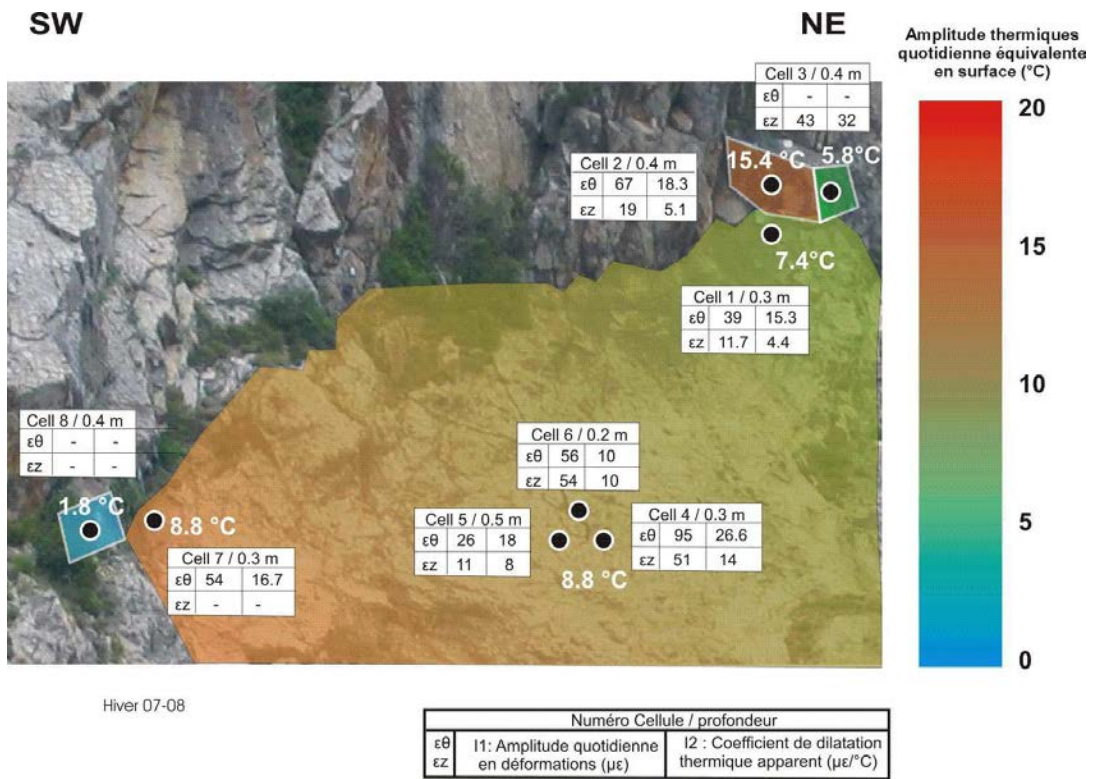 SW
NE
Amplitude thermiques
quotidienne équivalente
en surface (°C)
20
15
10
5
0
Cell 3 / 0.4 m
εθ - -
εz 43 32
15.4 °C
5.8°C
Cell 2 / 0.4 m
εθ 67 18.3
εz 19 5.1
7.4°C
Cell 1 / 0.3 m
εθ 39 15.3
εz 11.7 4.4
Cell 8 / 0.4 m
εθ - -
εz - -
1.8 °C
8.8 °C
Cell 7 / 0.3 m
εθ 54 16.7
εz - -
Cell 6 / 0.2 m
εθ 56 10
εz 54 10
Cell 5 / 0.5 m
εθ 26 18
εz 11 8
Cell 4 / 0.3 m
εθ 95 26.6
εz 51 14
8.8 °C
Hiver 07-08
Numéro Cellule / profondeur
εθ I1: Amplitude quotidienne I2 : Coefficient de dilatation
εz en déformations (µε) thermique apparent (µε/°C)